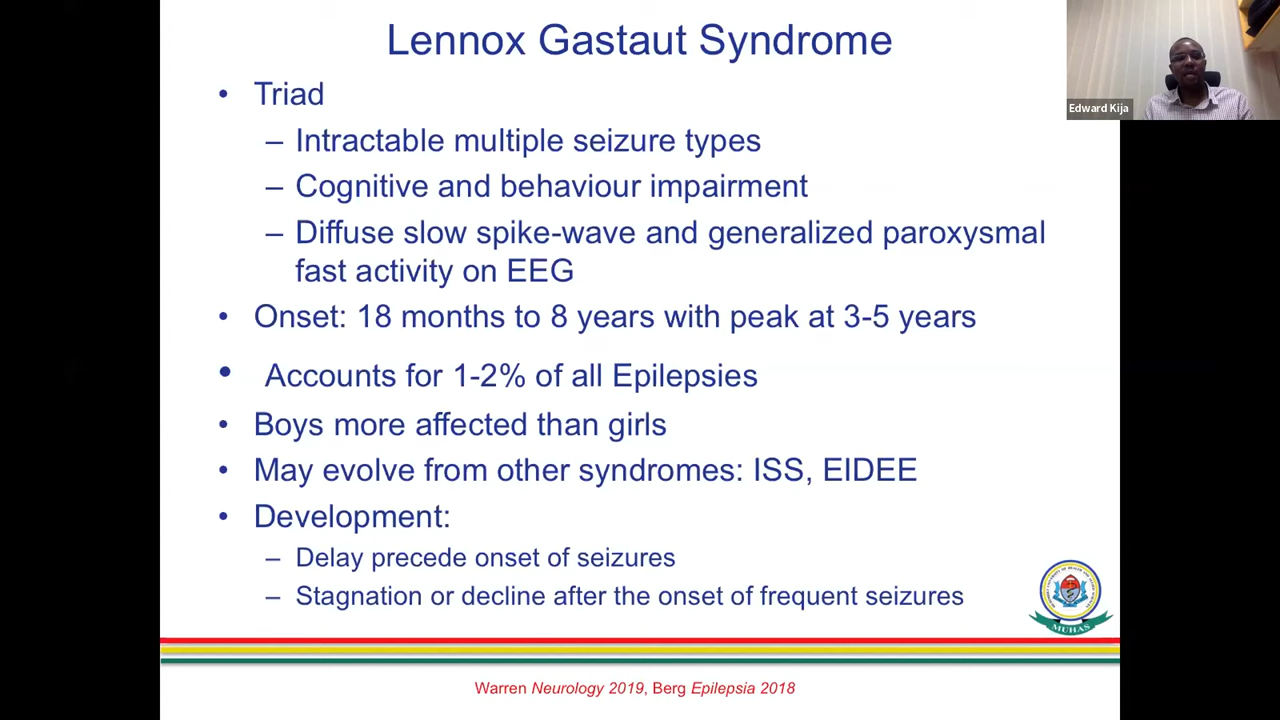 Lennox Gastaut Syndrome
Edward Kija
• Triad
– Intractable multiple seizure types
– Cognitive and behaviour impairment
– Diffuse slow spike-wave and generalized paroxysmal
fast activity on EEG
• Onset: 18 months to 8 years with peak at 3-5 years
• Accounts for 1-2% of all Epilepsies
• Boys more affected than girls
• May evolve from other syndromes: ISS, EIDEE
• Development:
– Delay precede onset of seizures
– Stagnation or decline after the onset of frequent seizures
MUHAS
Warren Neurology 2019, Berg Epilepsia 2018